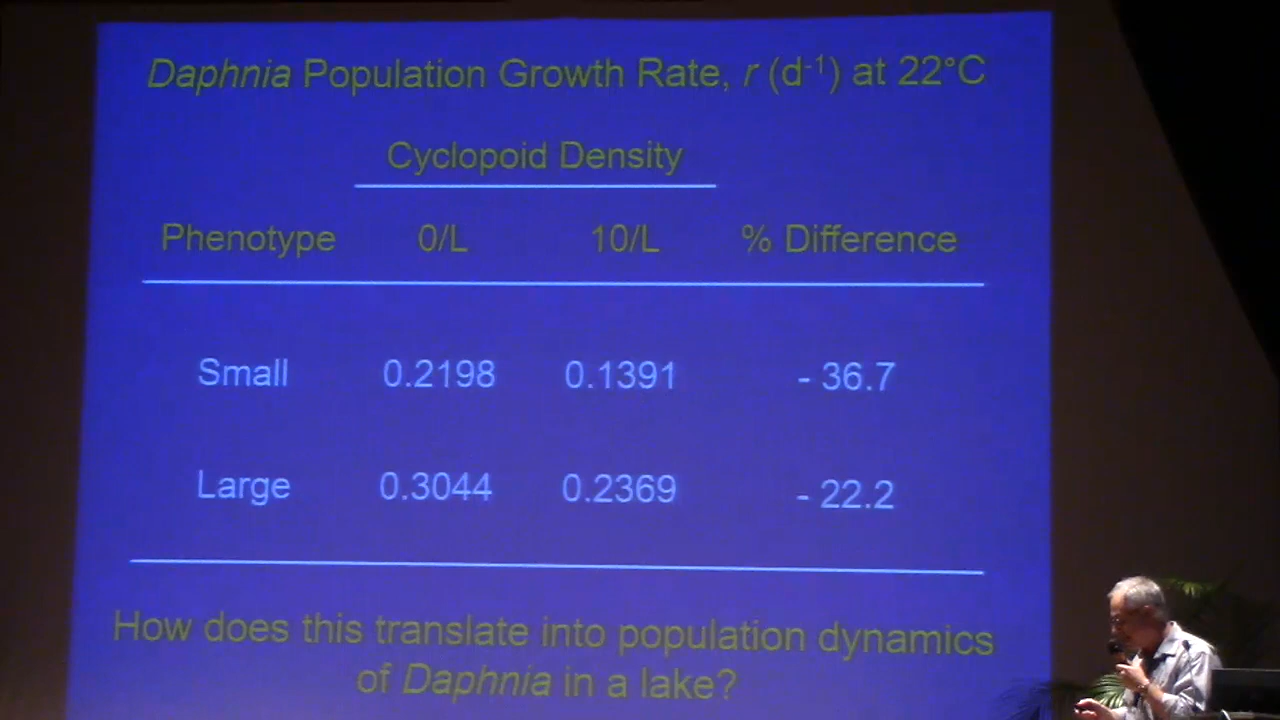 Daphnia Population Growth Rate, r (d-1) at 22°C
Cyclopoid Density
Phenotype 0/L 10/L % Difference
Small 0.2198 0.1391 - 36.7
Large 0.3044 0.2369 - 22.2
How does this translate into population dynamics
of Daphnia in a lake?